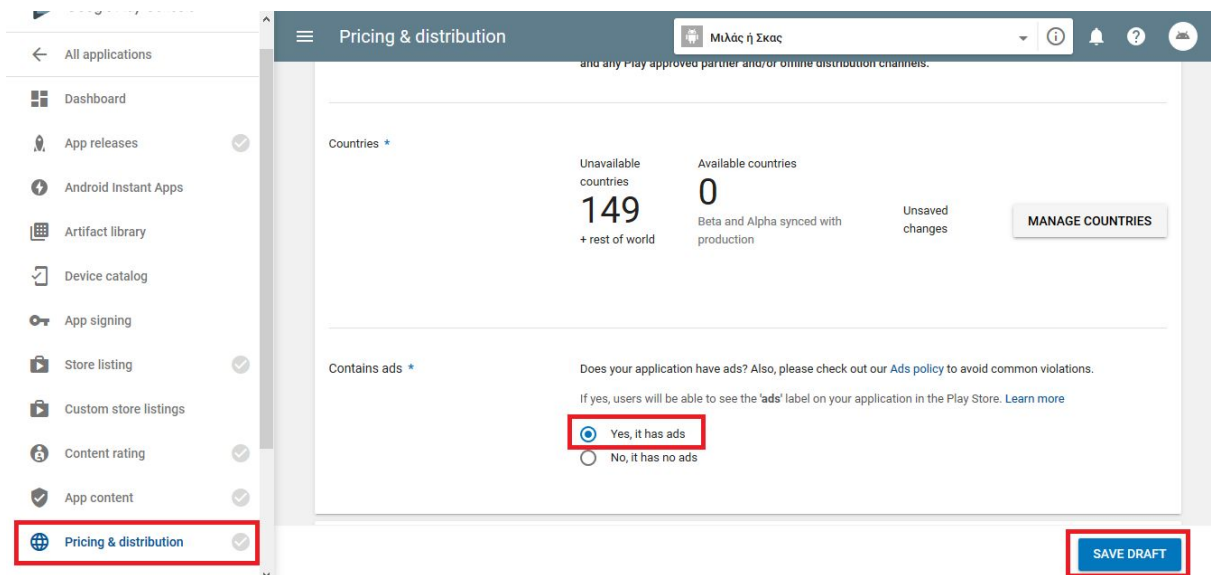 All applications
Dashboard
App releases
Android Instant Apps
Artifact library
Device catalog
App signing
Store listing
Custom store listings
Content rating
App content
Pricing & distribution
Pricing & distribution
Μιλάς ή Σκας
and any Play approved partner and/or offline distribution channels.
Countries *
Unavailable
countries
149
+ rest of world
Available countries
0
Beta and Alpha synced with
production
Unsaved
changes
MANAGE COUNTRIES
Contains ads *
Does your application have ads? Also, please check out our Ads policy to avoid common violations.
If yes, users will be able to see the 'ads' label on your application in the Play Store. Learn more
Yes, it has ads
No, it has no ads
SAVE DRAFT